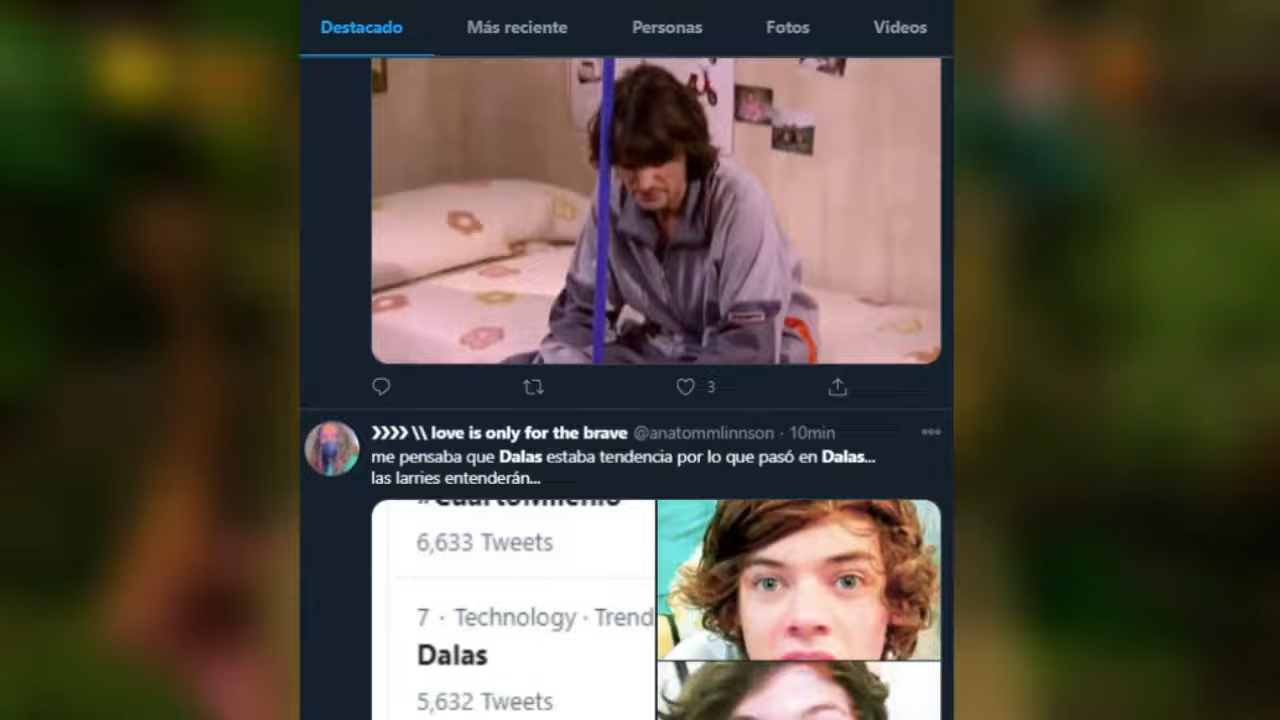 Destacado Más reciente Personas Fotos Videos
3
》》》》 \\ love is only for the brave @anatommlinnson · 10min
me pensaba que Dalas estaba tendencia por lo que pasó en Dalas...
las larries entenderán...
#CuartoMilenio
6,633 Tweets
7 · Technology · Trend
Dalas
5,632 Tweets